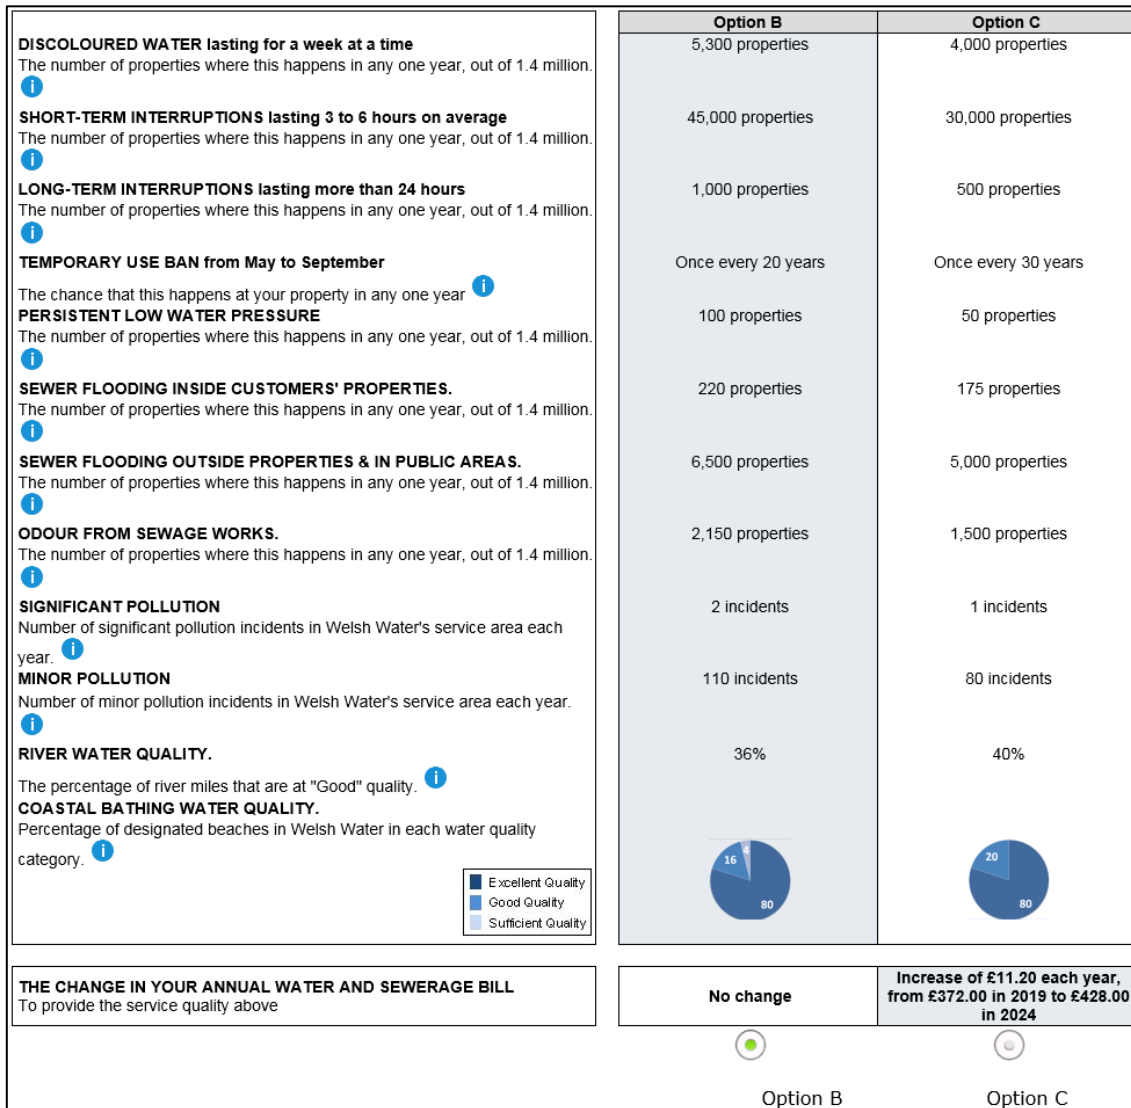 Option B Option C
DISCOLOURED WATER lasting for a week at a time 5,300 properties 4,000 properties
The number of properties where this happens in any one year, out of 1.4 million.
i
SHORT-TERM INTERRUPTIONS lasting 3 to 6 hours on average 45,000 properties 30,000 properties
The number of properties where this happens in any one year, out of 1.4 million.
i
LONG-TERM INTERRUPTIONS lasting more than 24 hours 1,000 properties 500 properties
The number of properties where this happens in any one year, out of 1.4 million.
i
TEMPORARY USE BAN from May to September Once every 20 years Once every 30 years
The chance that this happens at your property in any one year i
PERSISTENT LOW WATER PRESSURE 100 properties 50 properties
The number of properties where this happens in any one year, out of 1.4 million.
i
SEWER FLOODING INSIDE CUSTOMERS' PROPERTIES. 220 properties 175 properties
The number of properties where this happens in any one year, out of 1.4 million.
i
SEWER FLOODING OUTSIDE PROPERTIES & IN PUBLIC AREAS. 6,500 properties 5,000 properties
The number of properties where this happens in any one year, out of 1.4 million.
i
ODOUR FROM SEWAGE WORKS. 2,150 properties 1,500 properties
The number of properties where this happens in any one year, out of 1.4 million.
i
SIGNIFICANT POLLUTION 2 incidents 1 incidents
Number of significant pollution incidents in Welsh Water's service area each
year. i
MINOR POLLUTION 110 incidents 80 incidents
Number of minor pollution incidents in Welsh Water's service area each year.
i
RIVER WATER QUALITY. 36% 40%
The percentage of river miles that are at "Good" quality. i
COASTAL BATHING WATER QUALITY.
Percentage of designated beaches in Welsh Water in each water quality
category. i
4
16 20
80 80
Excellent Quality
Good Quality
Sufficient Quality
THE CHANGE IN YOUR ANNUAL WATER AND SEWERAGE BILL
To provide the service quality above
No change
Increase of £11.20 each year,
from £372.00 in 2019 to £428.00
in 2024
Option B Option C